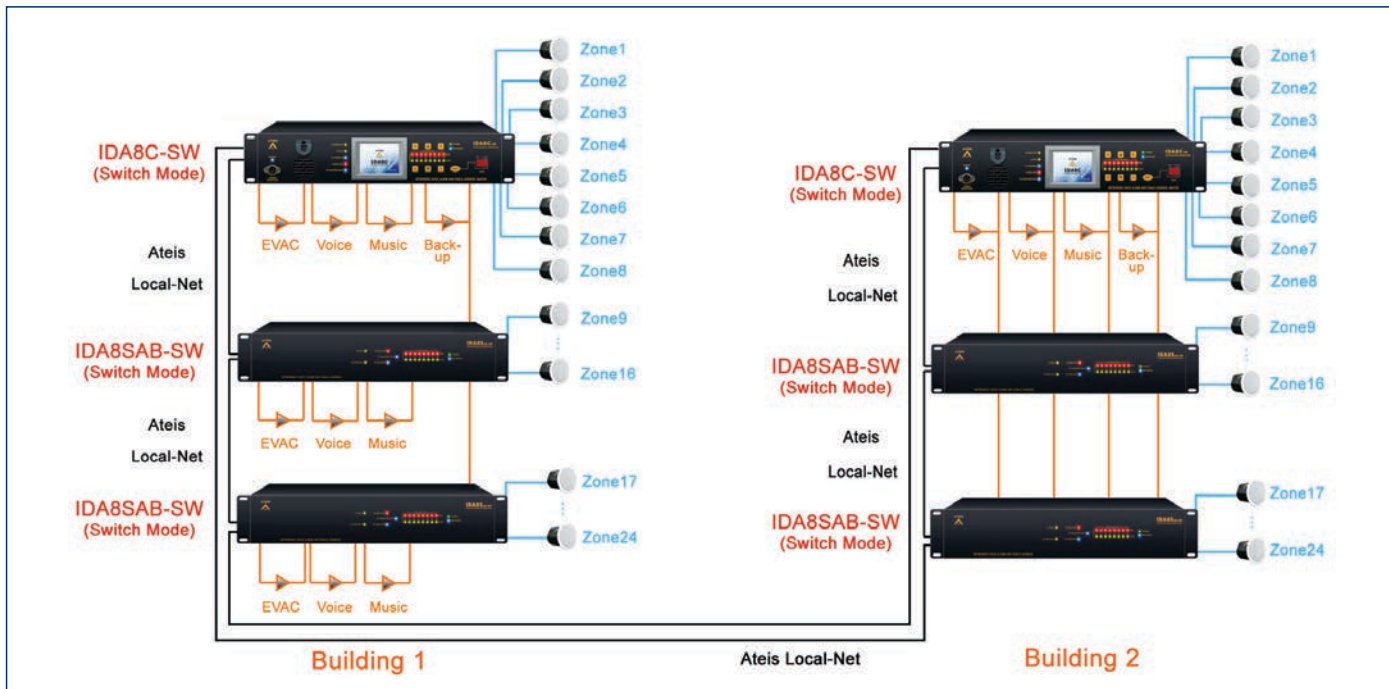 Zone1
Zone2
Zone3
Zone4
Zone5
Zone6
Zone7
Zone8
IDA8C-SW
(Switch Mode)
EVAC
Voice
Music
Back-
up
Ateis
Local-Net
Zone9
Zone16
IDA8SAB-SW
(Switch Mode)
EVAC
Voice
Music
Ateis
Local-Net
Zone17
Zone24
IDA8SAB-SW
(Switch Mode)
EVAC
Voice
Music
Building 1
Zone1
Zone2
Zone3
Zone4
Zone5
Zone6
Zone7
Zone8
IDA8C-SW
(Switch Mode)
EVAC
Voice
Music
Back-
up
Ateis
Local-Net
Zone9
Zone16
IDA8SAB-SW
(Switch Mode)
Ateis
Local-Net
Zone17
Zone24
IDA8SAB-SW
(Switch Mode)
Ateis Local-Net
Building 2